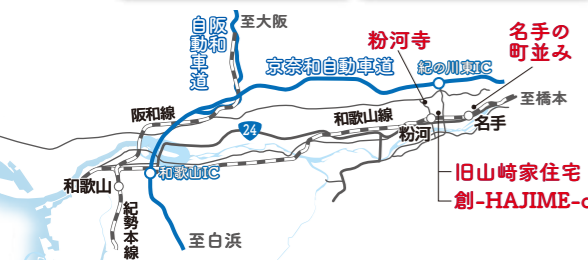 至大阪
阪和
自動車道
京奈和自動車道
粉河寺
紀の川東IC
名手の
町並み
至橋本
阪和線
24
和歌山線
粉河
名手
和歌山
和歌山IC
旧山﨑家住宅
創-HAJIME-c
紀勢本線
至白浜